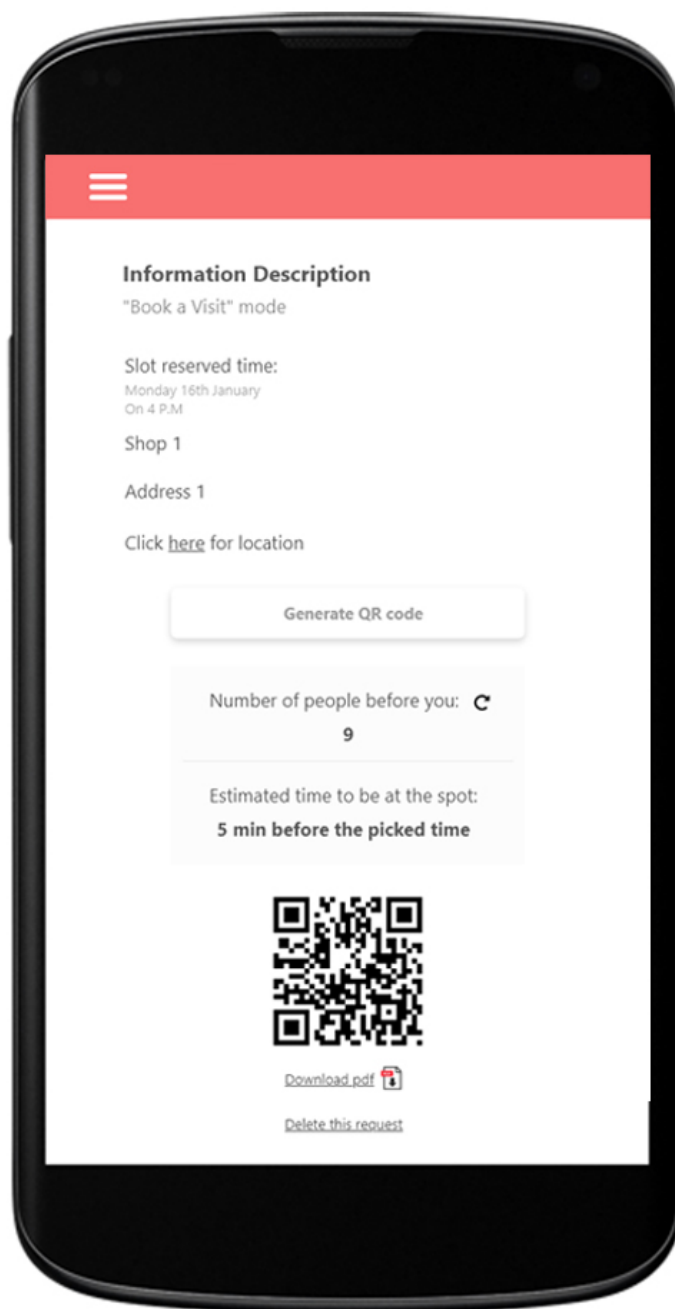 Information Description
"Book a Visit" mode
Slot reserved time:
Monday 16th January
On 4 P.M
Shop 1
Address 1
Click here for location
Generate QR code
Number of people before you:
9
Estimated time to be at the spot:
5 min before the picked time
Download pdf
Delete this request